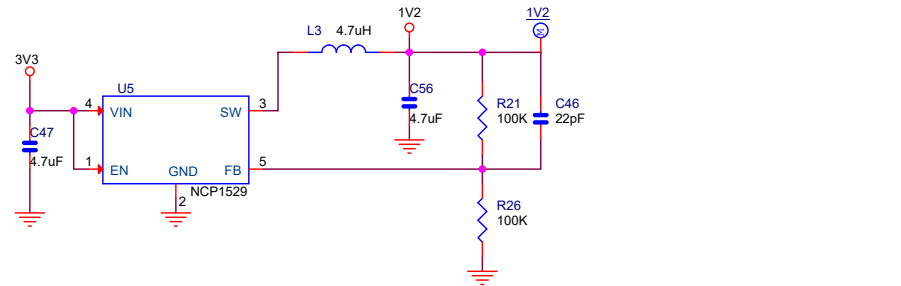 1V2
1V2
M
L3 4.7uH
3V3
U5
4 VIN
SW 3
C56
4.7uF
R21
100K
C46
22pF
C47
4.7uF
1 EN
GND
FB 5
NCP1529
2
R26
100K